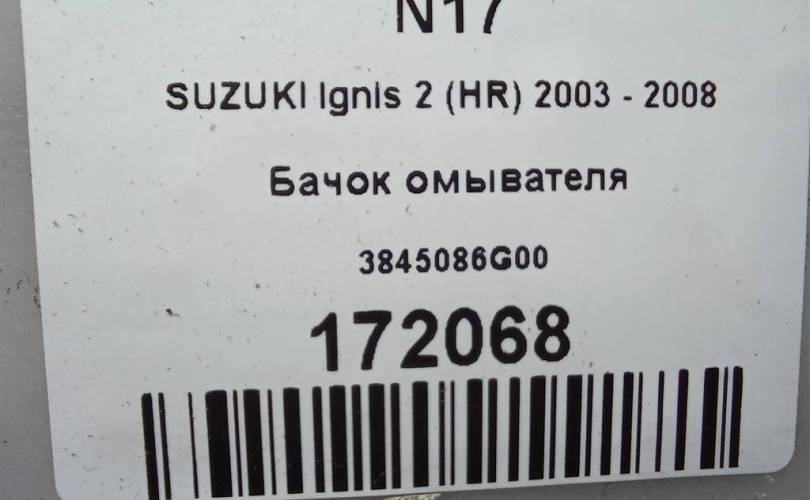 N17
SUZUKI Ignis 2 (HR) 2003 - 2008
Бачок омывателя
3845086G00
172068